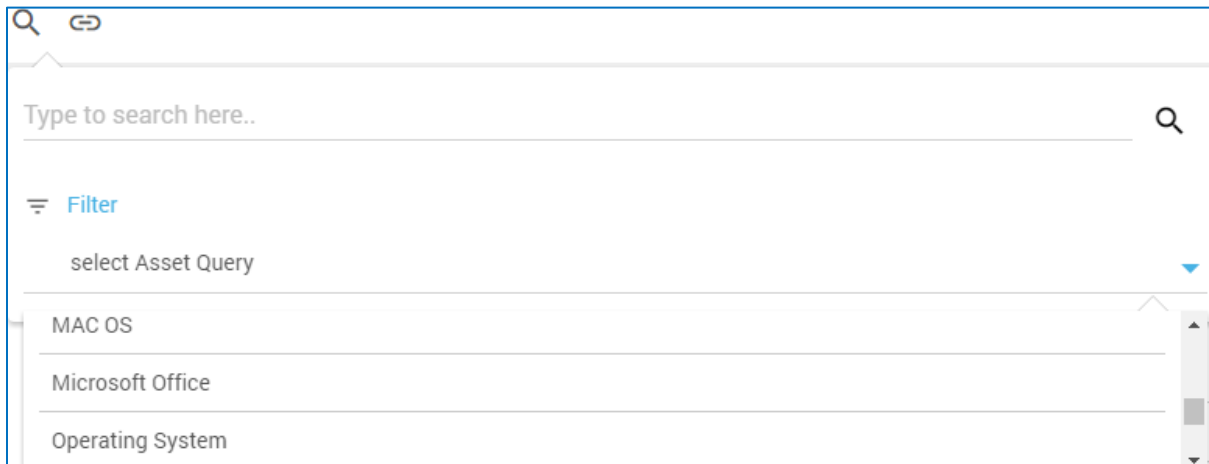 Type to search here..
Filter
select Asset Query
MAC OS
Microsoft Office
Operating System